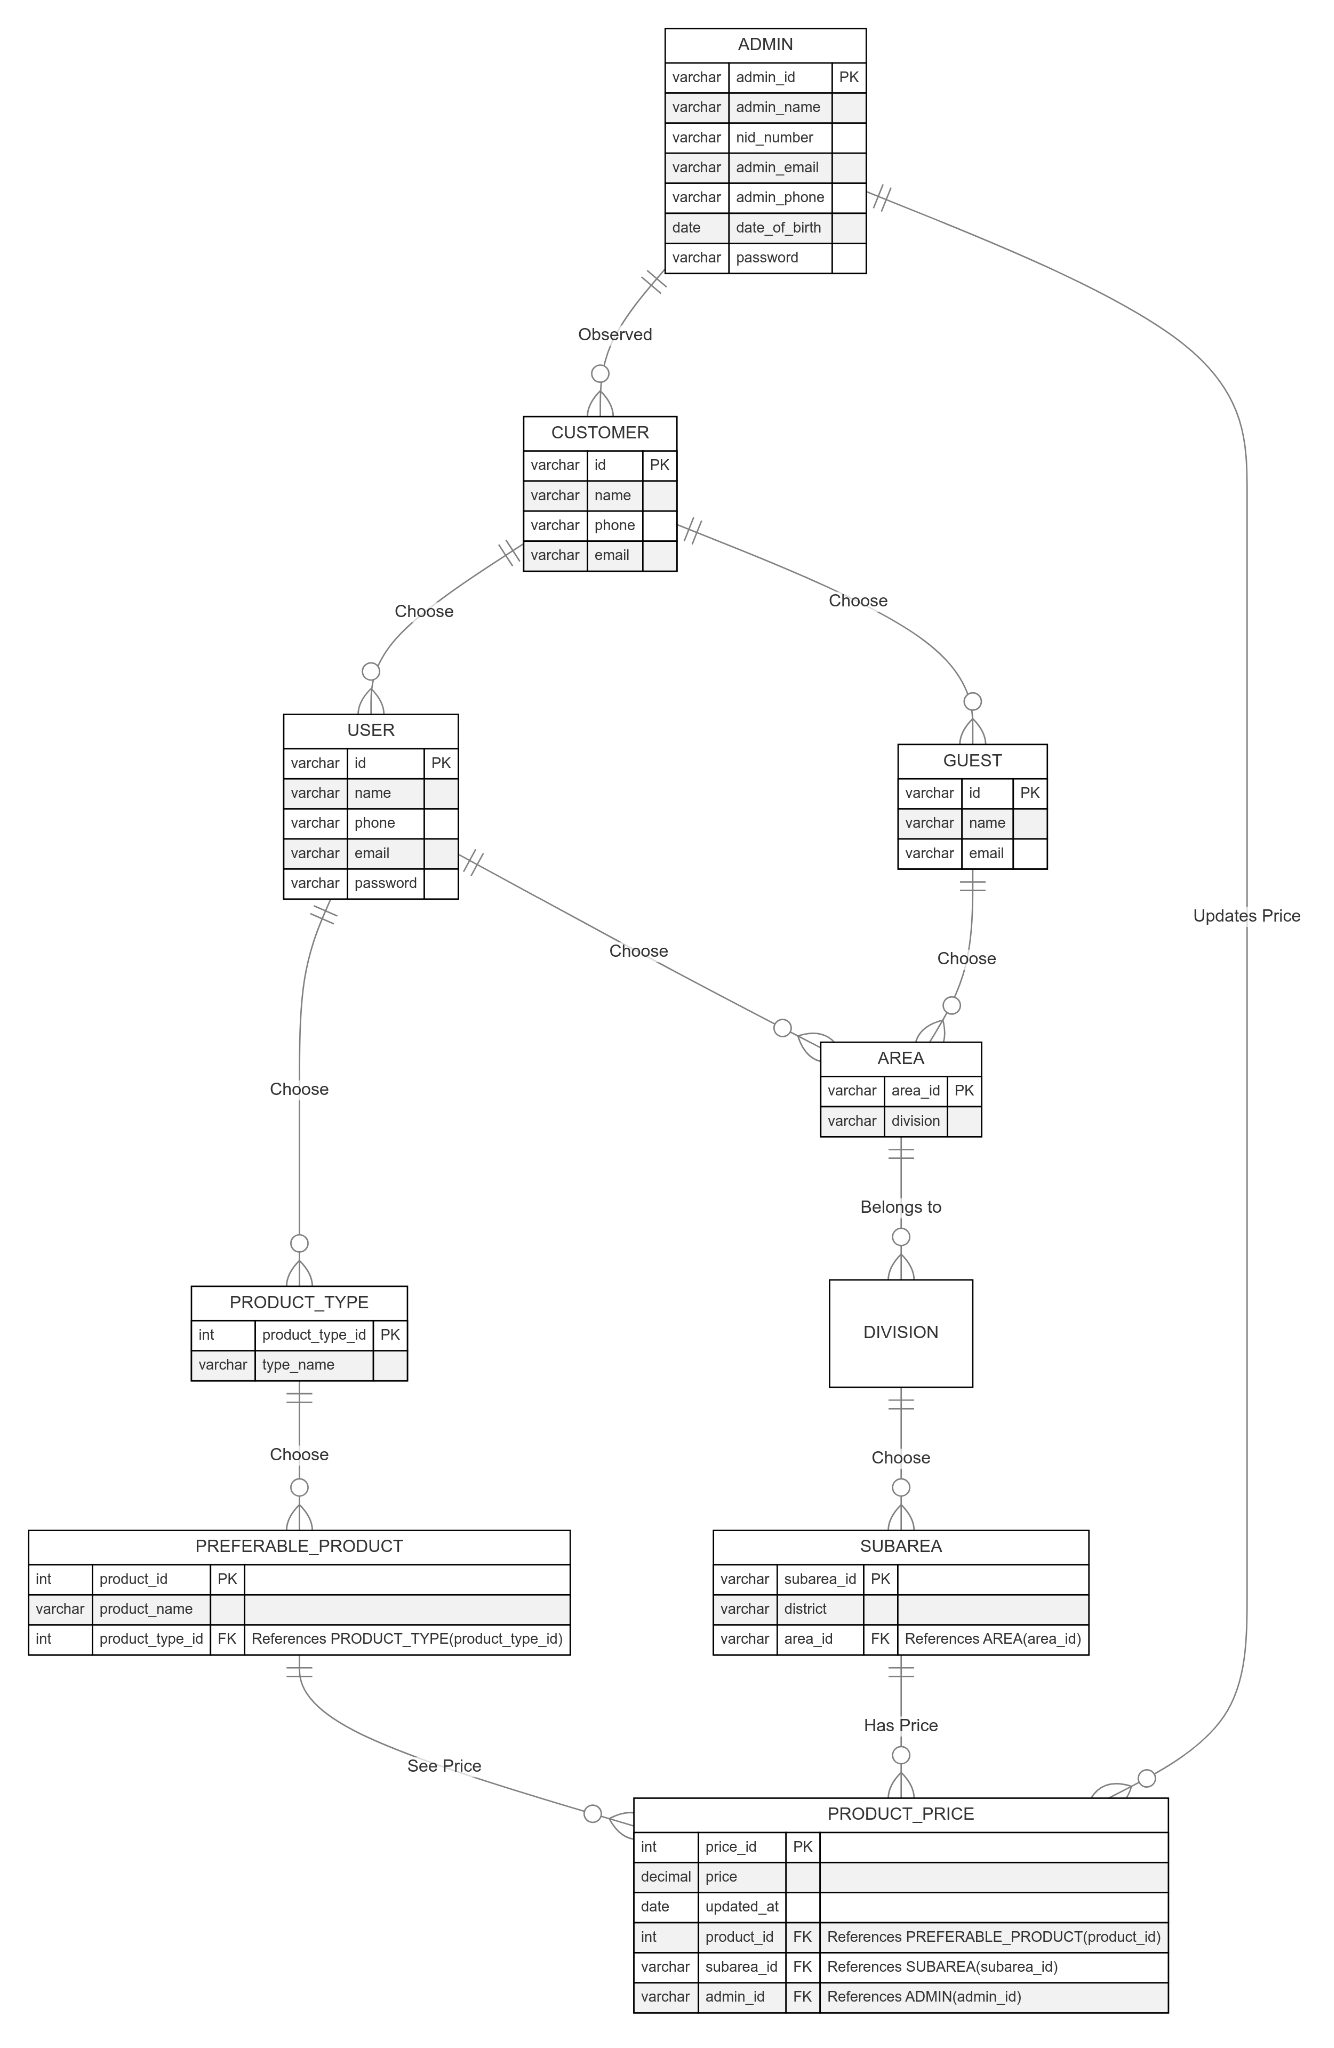 ADMIN
varchar admin_id PK
varchar admin_name
varchar nid_number
varchar admin_email
varchar admin_phone
date date_of_birth
varchar password
Observed
CUSTOMER
varchar id PK
varchar name
varchar phone
varchar email
Choose
Choose
USER
varchar id PK
varchar name
varchar phone
varchar email
varchar password
GUEST
varchar id PK
varchar name
varchar email
Updates Price
Choose
Choose
AREA
varchar area_id PK
varchar division
Choose
Belongs to
PRODUCT_TYPE
int product_type_id PK
varchar type_name
DIVISION
Choose
Choose
PREFERABLE_PRODUCT
int product_id PK
varchar product_name
int product_type_id FK References PRODUCT_TYPE(product_type_id)
SUBAREA
varchar subarea_id PK
varchar district
varchar area_id FK References AREA(area_id)
Has Price
See Price
PRODUCT_PRICE
int price_id PK
decimal price
date updated_at
int product_id FK References PREFERABLE_PRODUCT(product_id)
varchar subarea_id FK References SUBAREA(subarea_id)
varchar admin_id FK References ADMIN(admin_id)